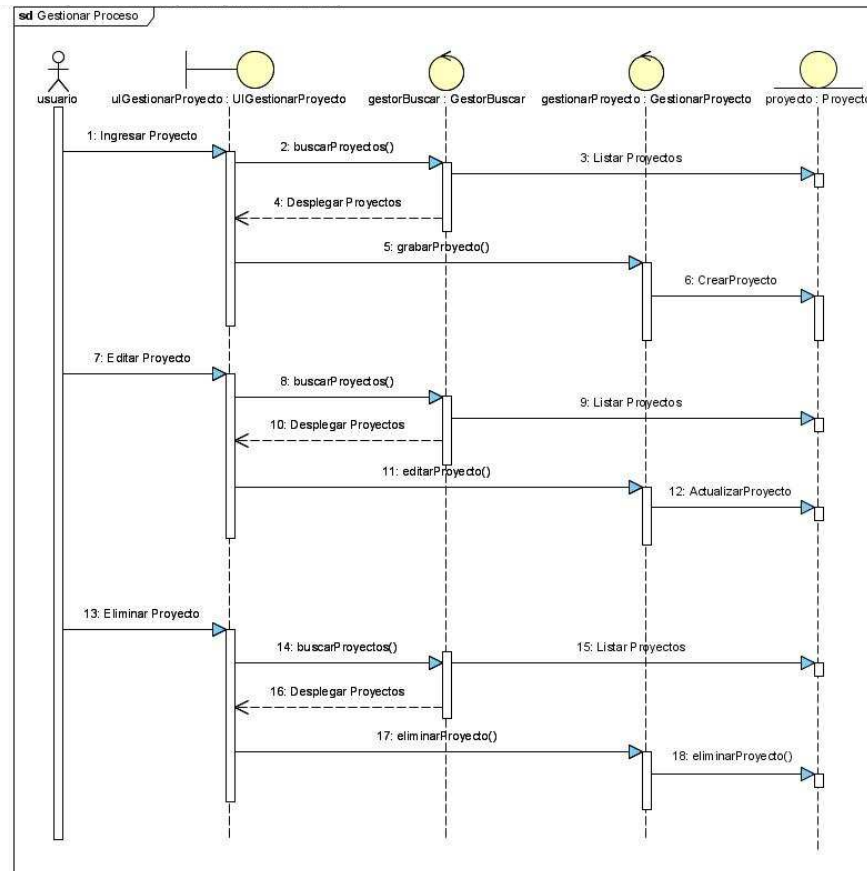 sd Gestionar Proceso
usuario
uIGestionarProyecto : UIGestionarProyecto
gestorBuscar : GestorBuscar
gestionarProyecto : GestionarProyecto
proyecto : Proyecto
1: Ingresar Proyecto
2: buscarProyectos()
3: Listar Proyectos
4: Desplegar Proyectos
5: grabarProyecto()
6: CrearProyecto
7: Editar Proyecto
8: buscarProyectos()
9: Listar Proyectos
10: Desplegar Proyectos
11: editarProyecto()
12: ActualizarProyecto
13: Eliminar Proyecto
14: buscarProyectos()
15: Listar Proyectos
16: Desplegar Proyectos
17: eliminarProyecto()
18: eliminarProyecto()